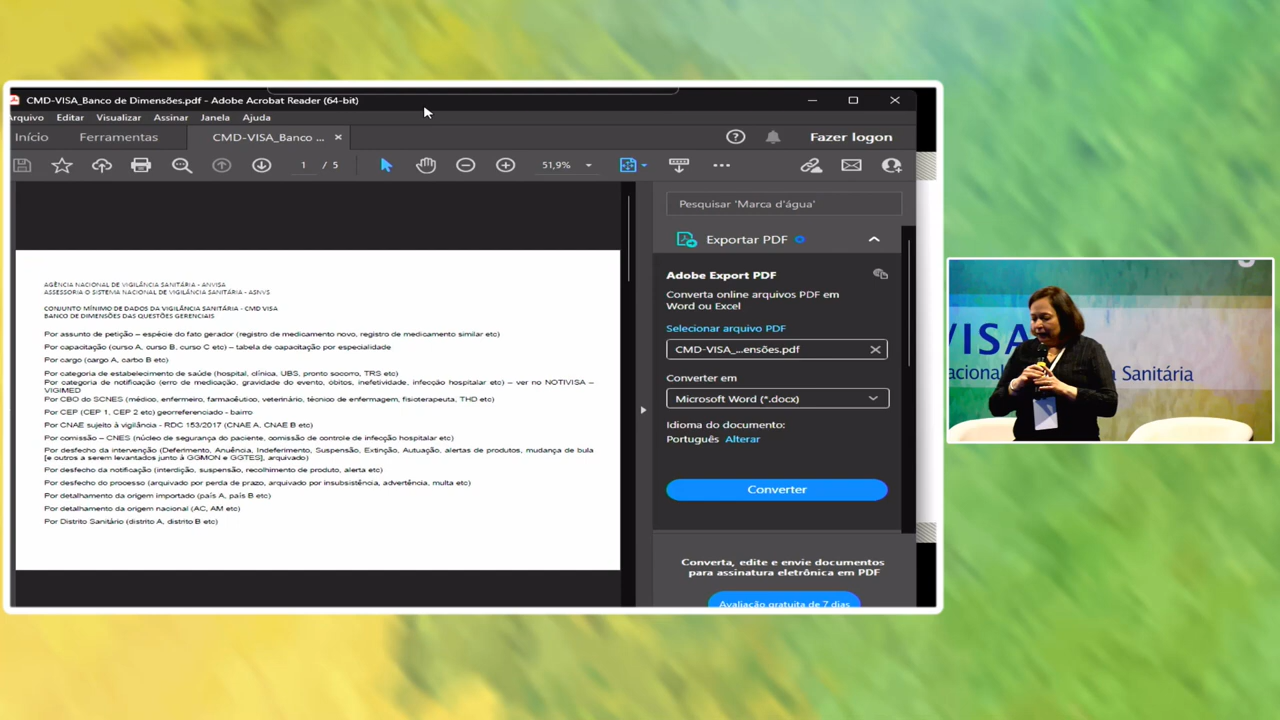 CMD-VISA_Banco de Dimensões.pdf - Adobe Acrobat Reader (64-bit)
Arquivo Editar Visualizar Assinar Janela Ajuda
Início Ferramentas CMD-VISA_Banco ... Fazer logon
1 / 5 51,9%
AGÊNCIA NACIONAL DE VIGILÂNCIA SANITÁRIA - ANVISA
ASSESSORIA O SISTEMA NACIONAL DE VIGILÂNCIA SANITÁRIA - ASNVS
CONJUNTO MÍNIMO DE DADOS DA VIGILÂNCIA SANITÁRIA - CMD VISA
BANCO DE DIMENSÕES DAS QUESTÕES GERENCIAIS
Por assunto de petição – espécie do fato gerador (registro de medicamento novo, registro de medicamento similar etc)
Por capacitação (curso A, curso B, curso C etc) – tabela de capacitação por especialidade
Por cargo (cargo A, carbo B etc)
Por categoria de estabelecimento de saúde (hospital, clínica, UBS, pronto socorro, TRS etc)
Por categoria de notificação (erro de medicação, gravidade do evento, óbitos, inefetividade, infecção hospitalar etc) – ver no NOTIVISA –
VIGIMED
Por CBO do SCNES (médico, enfermeiro, farmacêutico, veterinário, técnico de enfermagem, fisioterapeuta, THD etc)
Por CEP (CEP 1, CEP 2 etc) georreferenciado - bairro
Por CNAE sujeito à vigilância - RDC 153/2017 (CNAE A, CNAE B etc)
Por comissão – CNES (núcleo de segurança do paciente, comissão de controle de infecção hospitalar etc)
Por desfecho da intervenção (Deferimento, Anuência, Indeferimento, Suspensão, Extinção, Autuação, alertas de produtos, mudança de bula
[e outros a serem levantados junto à GGMON e GGTES], arquivado)
Por desfecho da notificação (interdição, suspensão, recolhimento de produto, alerta etc)
Por desfecho do processo (arquivado por perda de prazo, arquivado por insubsistência, advertência, multa etc)
Por detalhamento da origem importado (país A, país B etc)
Por detalhamento da origem nacional (AC, AM etc)
Por Distrito Sanitário (distrito A, distrito B etc)
Pesquisar 'Marca d'água'
Exportar PDF
Adobe Export PDF
Converta online arquivos PDF em
Word ou Excel
Selecionar arquivo PDF
CMD-VISA_...ensões.pdf
Converter em
Microsoft Word (*.docx)
Idioma do documento:
Português Alterar
Converter
Converta, edite e envie documentos
para assinatura eletrônica em PDF
Avaliação gratuita de 7 dias
VISA
acional Sanitária